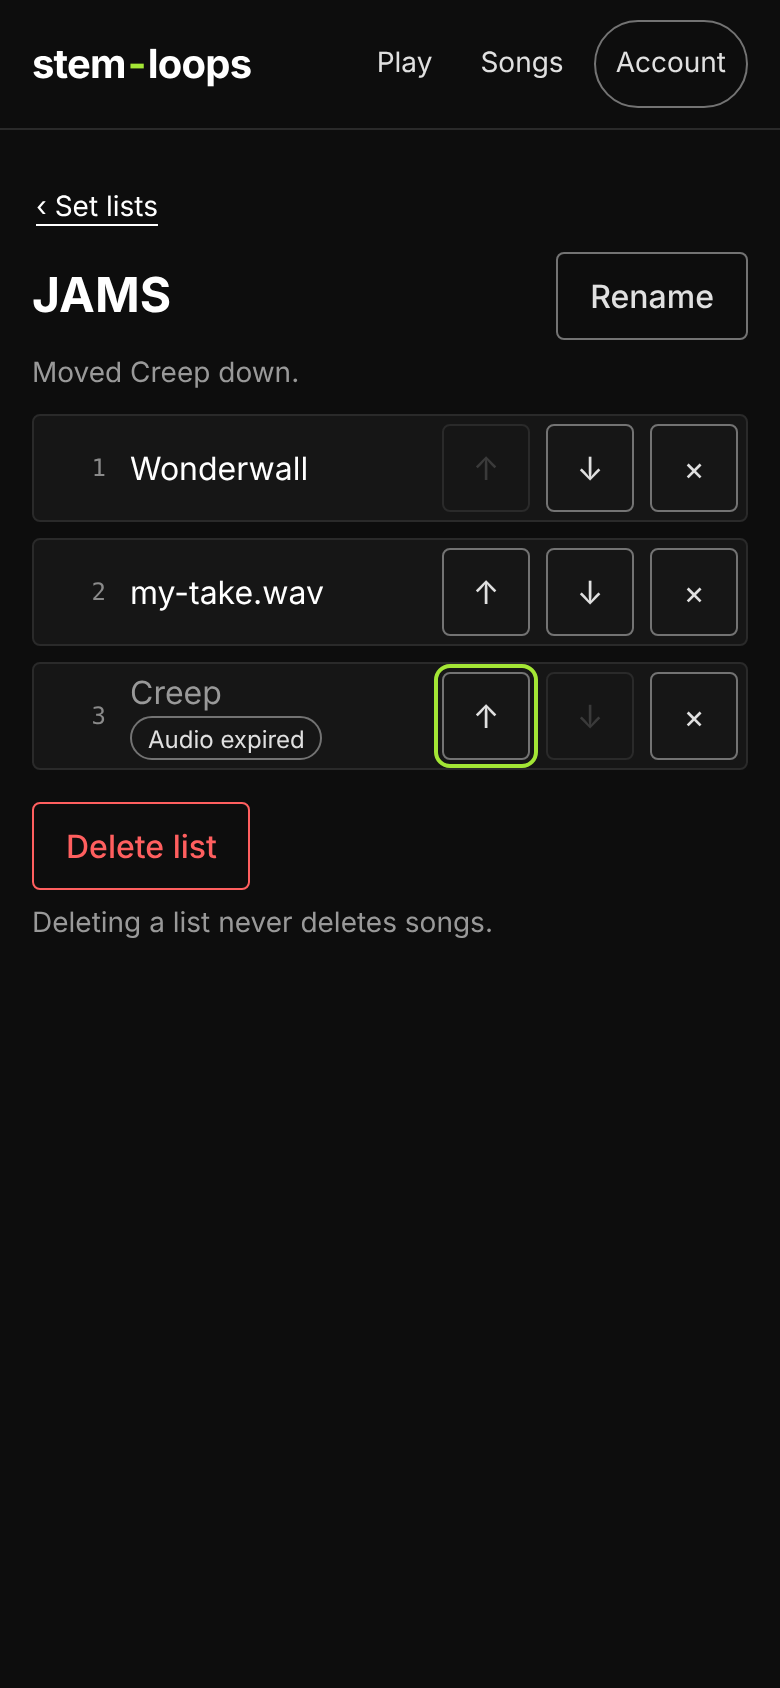 stem-loops Play Songs Account
‹ Set lists
JAMS Rename
Moved Creep down.
1 Wonderwall ↑ ↓ ×
2 my-take.wav ↑ ↓ ×
3 Creep ↑ ↓ ×
Audio expired
Delete list
Deleting a list never deletes songs.